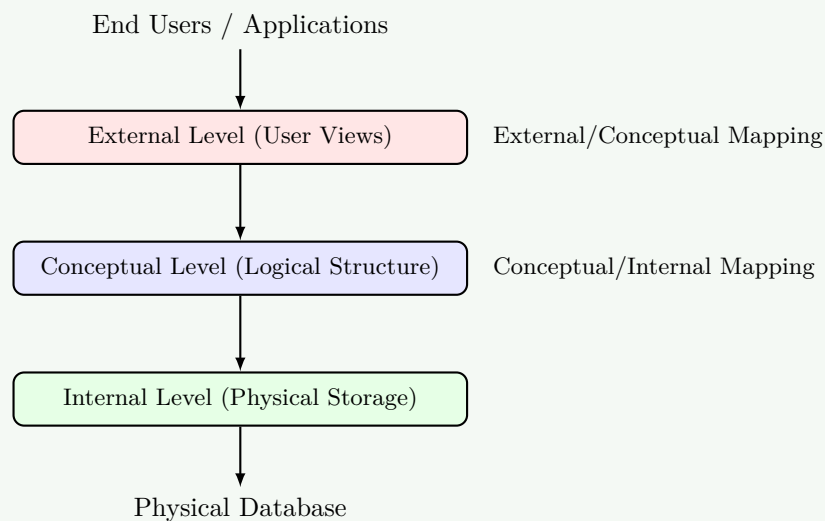 End Users / Applications
External Level (User Views)
External/Conceptual Mapping
Conceptual Level (Logical Structure)
Conceptual/Internal Mapping
Internal Level (Physical Storage)
Physical Database